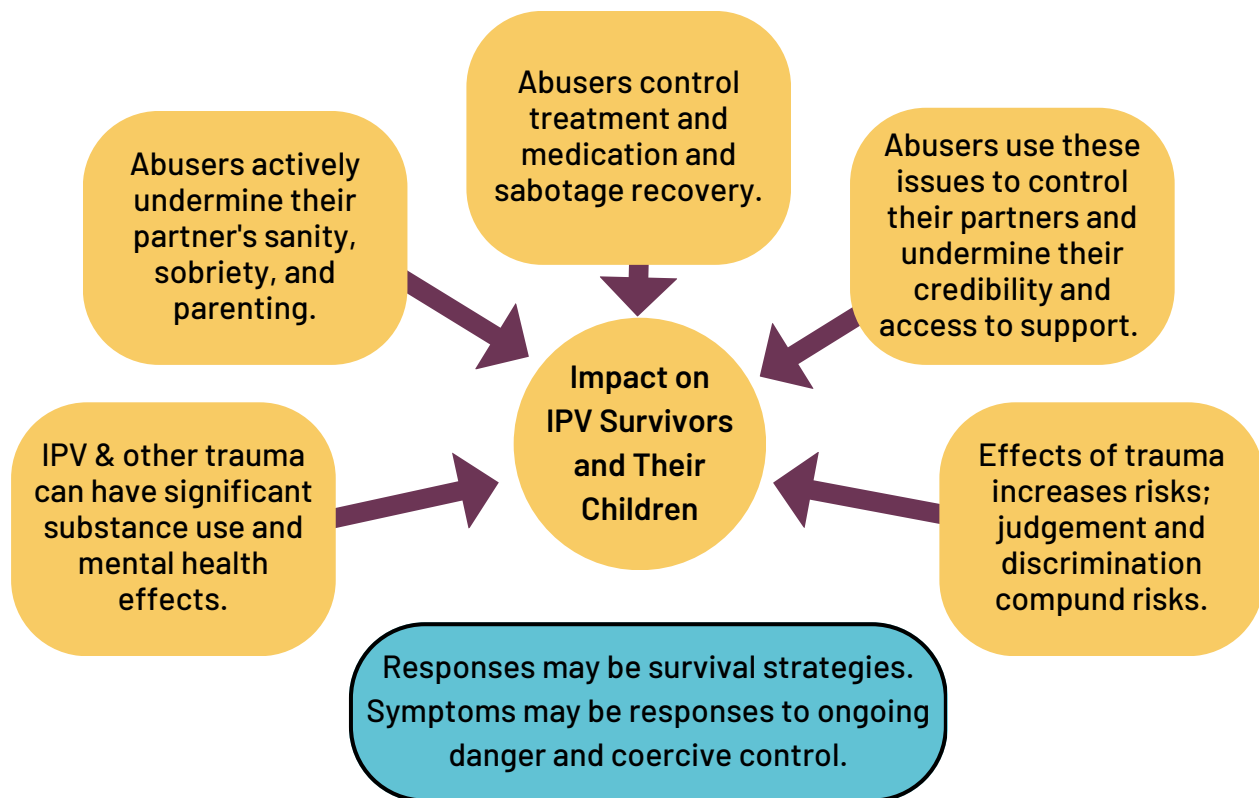 Abusers control
treatment and
medication and
sabotage recovery.
Abusers actively
undermine their
partner's sanity,
sobriety, and
parenting.
Abusers use these
issues to control
their partners and
undermine their
credibility and
access to support.
Impact on
IPV Survivors
and Their
Children
IPV & other trauma
can have significant
substance use and
mental health
effects.
Effects of trauma
increases risks;
judgement and
discrimination
compund risks.
Responses may be survival strategies.
Symptoms may be responses to ongoing
danger and coercive control.